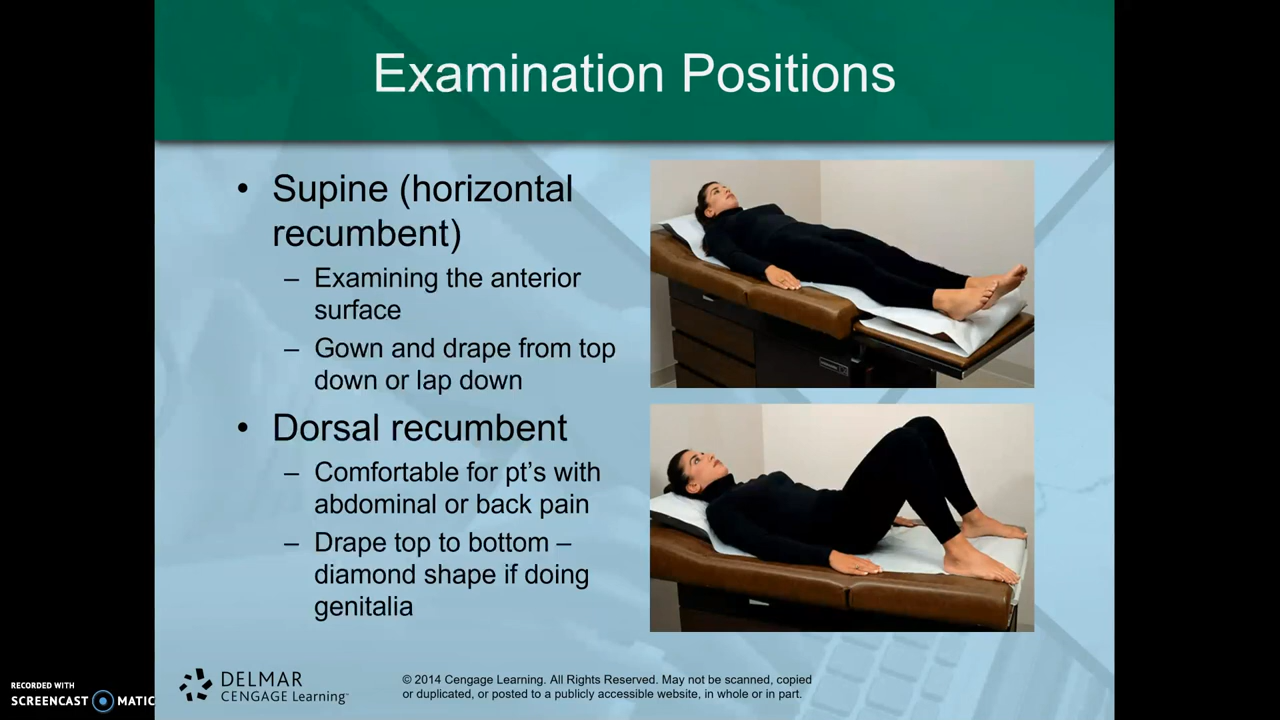 Examination Positions
• Supine (horizontal
recumbent)
– Examining the anterior
surface
– Gown and drape from top
down or lap down
• Dorsal recumbent
– Comfortable for pt’s with
abdominal or back pain
– Drape top to bottom –
diamond shape if doing
genitalia
RECORDED WITH
SCREENCAST MATIC
DELMAR
CENGAGE Learning™
© 2014 Cengage Learning. All Rights Reserved. May not be scanned, copied
or duplicated, or posted to a publicly accessible website, in whole or in part.